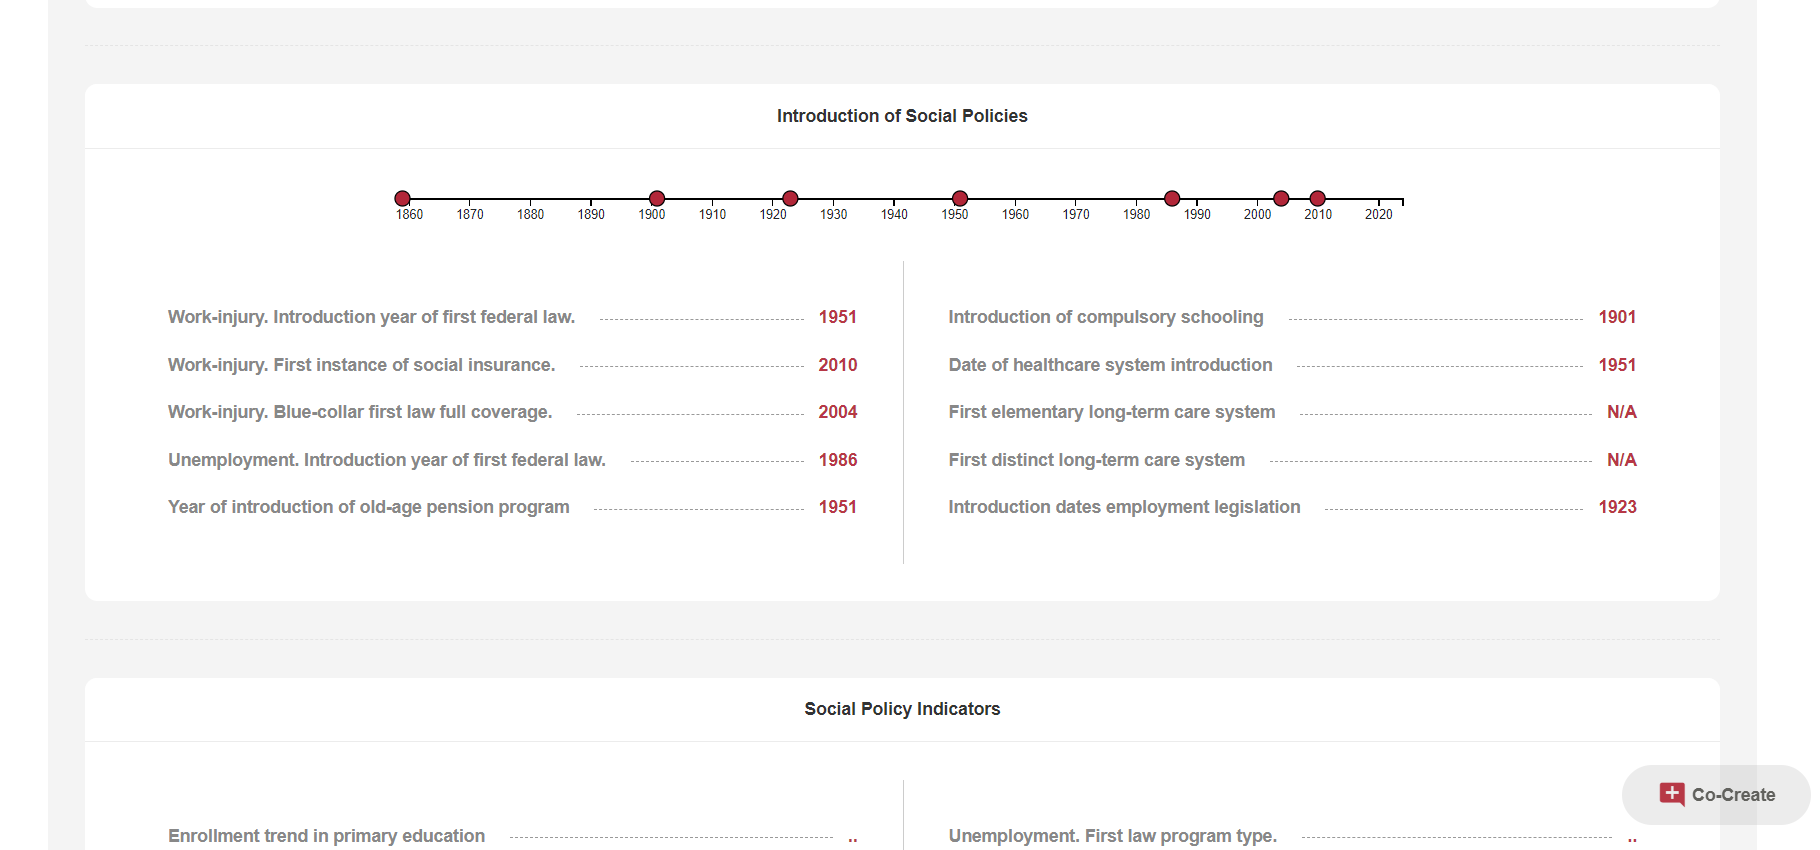 Introduction of Social Policies
1860 1870 1880 1890 1900 1910 1920 1930 1940 1950 1960 1970 1980 1990 2000 2010 2020
Work-injury. Introduction year of first federal law. 1951
Work-injury. First instance of social insurance. 2010
Work-injury. Blue-collar first law full coverage. 2004
Unemployment. Introduction year of first federal law. 1986
Year of introduction of old-age pension program 1951
Introduction of compulsory schooling 1901
Date of healthcare system introduction 1951
First elementary long-term care system N/A
First distinct long-term care system N/A
Introduction dates employment legislation 1923
Social Policy Indicators
Enrollment trend in primary education ..
Unemployment. First law program type. ..
Co-Create